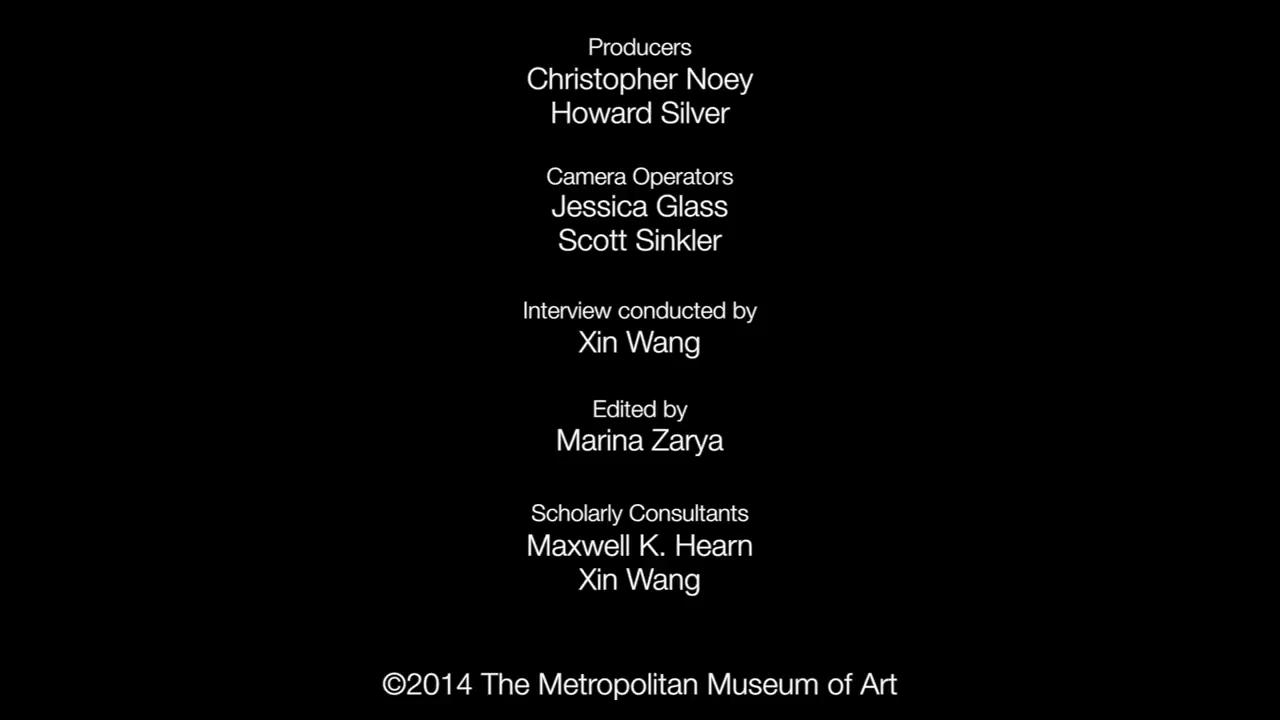 Producers
Christopher Noey
Howard Silver
Camera Operators
Jessica Glass
Scott Sinkler
Interview conducted by
Xin Wang
Edited by
Marina Zarya
Scholarly Consultants
Maxwell K. Hearn
Xin Wang
©2014 The Metropolitan Museum of Art